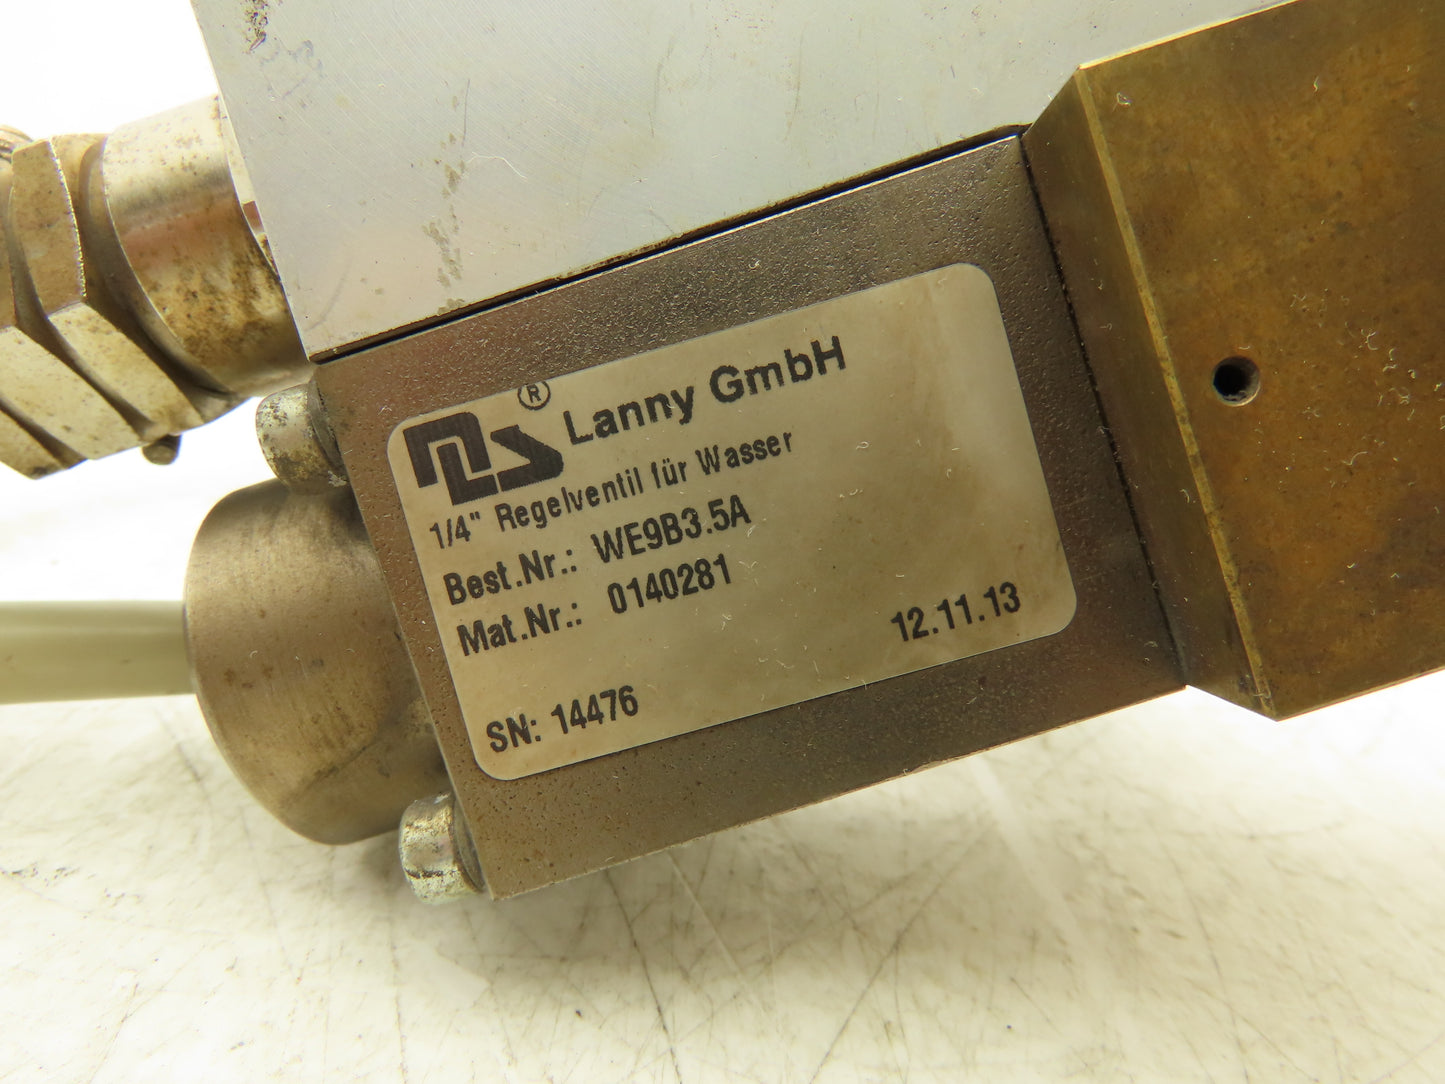 MLS ® Lanny GmbH
1/4" Regelventil für Wasser
Best.Nr.: WE9B3.5A
Mat.Nr.: 0140281
12.11.13
SN: 14476